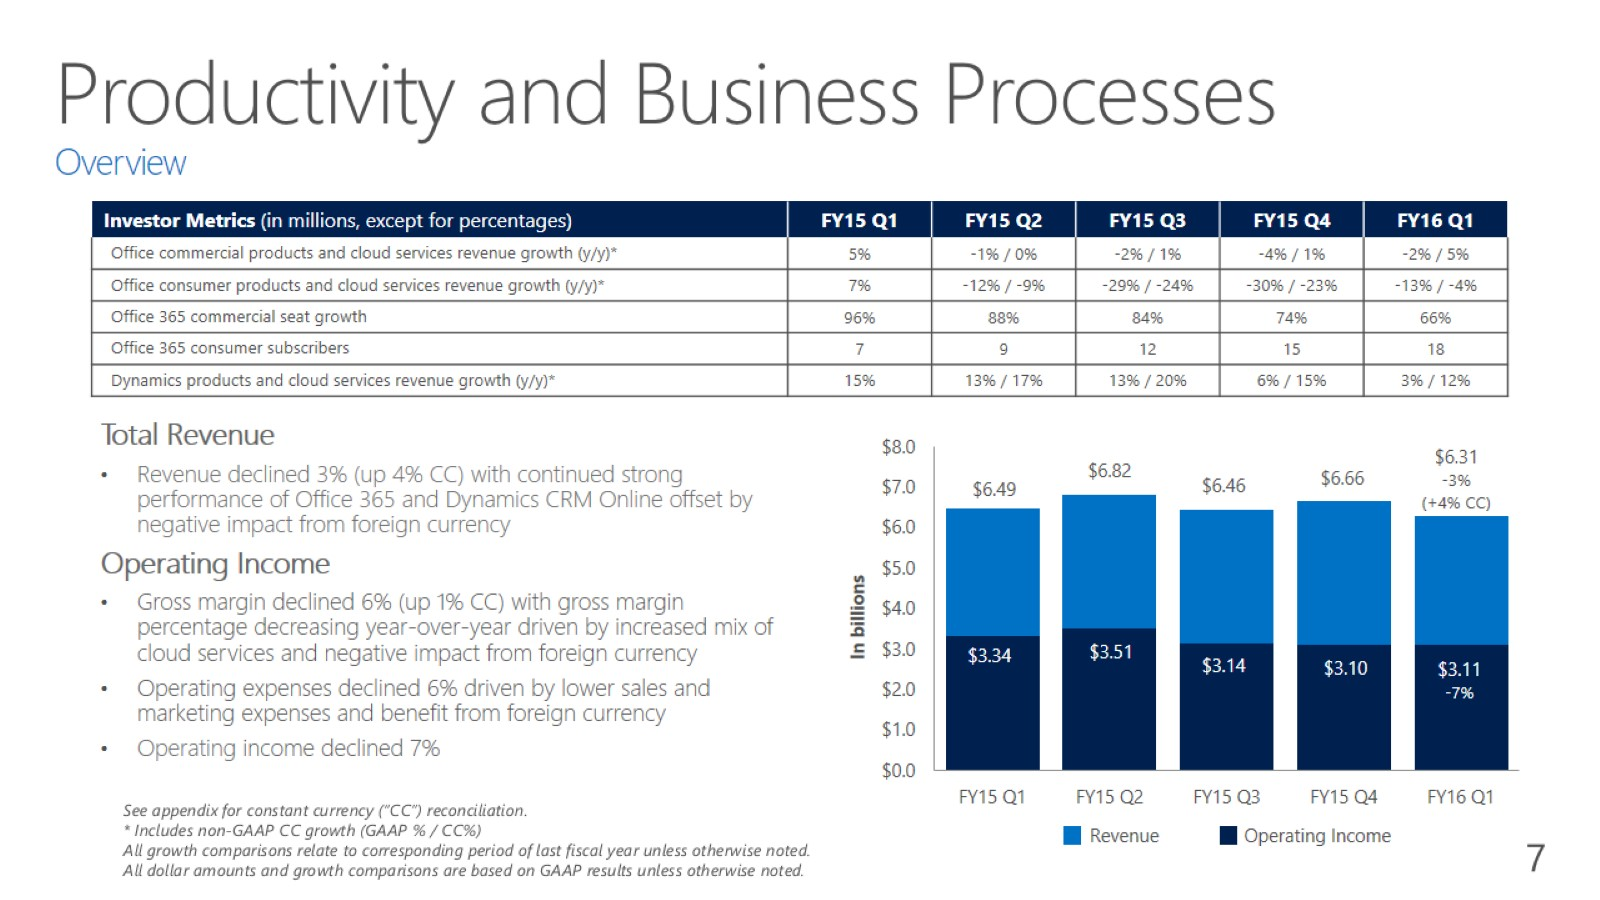 Productivity and Business Processes
Overview
Investor Metrics (in millions, except for percentages) FY15 Q1 FY15 Q2 FY15 Q3 FY15 Q4 FY16 Q1
Office commercial products and cloud services revenue growth (y/y)* 5% -1% / 0% -2% / 1% -4% / 1% -2% / 5%
Office consumer products and cloud services revenue growth (y/y)* 7% -12% / -9% -29% / -24% -30% / -23% -13% / -4%
Office 365 commercial seat growth 96% 88% 84% 74% 66%
Office 365 consumer subscribers 7 9 12 15 18
Dynamics products and cloud services revenue growth (y/y)* 15% 13% / 17% 13% / 20% 6% / 15% 3% / 12%
Total Revenue
• Revenue declined 3% (up 4% CC) with continued strong
performance of Office 365 and Dynamics CRM Online offset by
negative impact from foreign currency
Operating Income
• Gross margin declined 6% (up 1% CC) with gross margin
percentage decreasing year-over-year driven by increased mix of
cloud services and negative impact from foreign currency
• Operating expenses declined 6% driven by lower sales and
marketing expenses and benefit from foreign currency
• Operating income declined 7%
See appendix for constant currency ("CC") reconciliation.
* Includes non-GAAP CC growth (GAAP % / CC%)
All growth comparisons relate to corresponding period of last fiscal year unless otherwise noted.
All dollar amounts and growth comparisons are based on GAAP results unless otherwise noted.
In billions
$8.0
$7.0
$6.0
$5.0
$4.0
$3.0
$2.0
$1.0
$0.0
$6.49 $6.82 $6.46 $6.66 $6.31
-3%
(+4% CC)
$3.34 $3.51 $3.14 $3.10 $3.11
-7%
FY15 Q1 FY15 Q2 FY15 Q3 FY15 Q4 FY16 Q1
Revenue Operating Income
7